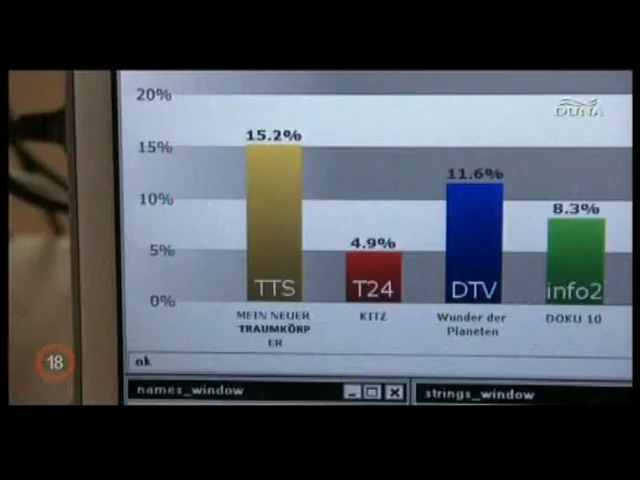 20%
DUNA
15.2%
15%
11.6%
10%
8.3%
4.9%
5%
TTS
T24
DTV
info2
0%
MEIN NEUER
TRAUMKÖRP
ER
KITZ
Wunder der
Planeten
DOKU 10
ok
18
names_window
strings_window